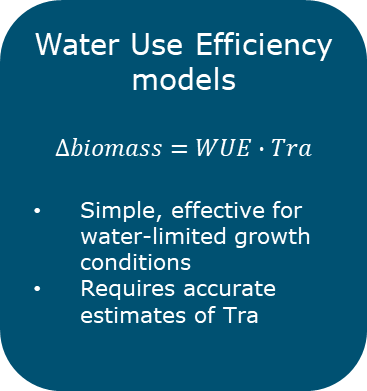 Water Use Efficiency
models
Δbiomass = WUE · Tra
• Simple, effective for
water-limited growth
conditions
• Requires accurate
estimates of Tra